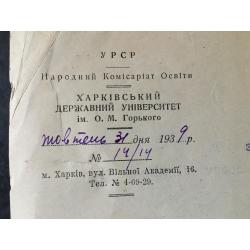 УРСР
Народний Комісаріат Освіти
ХАРКІВСЬКИЙ
ДЕРЖАВНИЙ УНІВЕРСИТЕТ
ім. О. М. Горького
жовтень 31 дня 1939 р.
№ 14/14
м. Харків, вул. Вільної Академії, 16.
Тел. № 4-69-29.